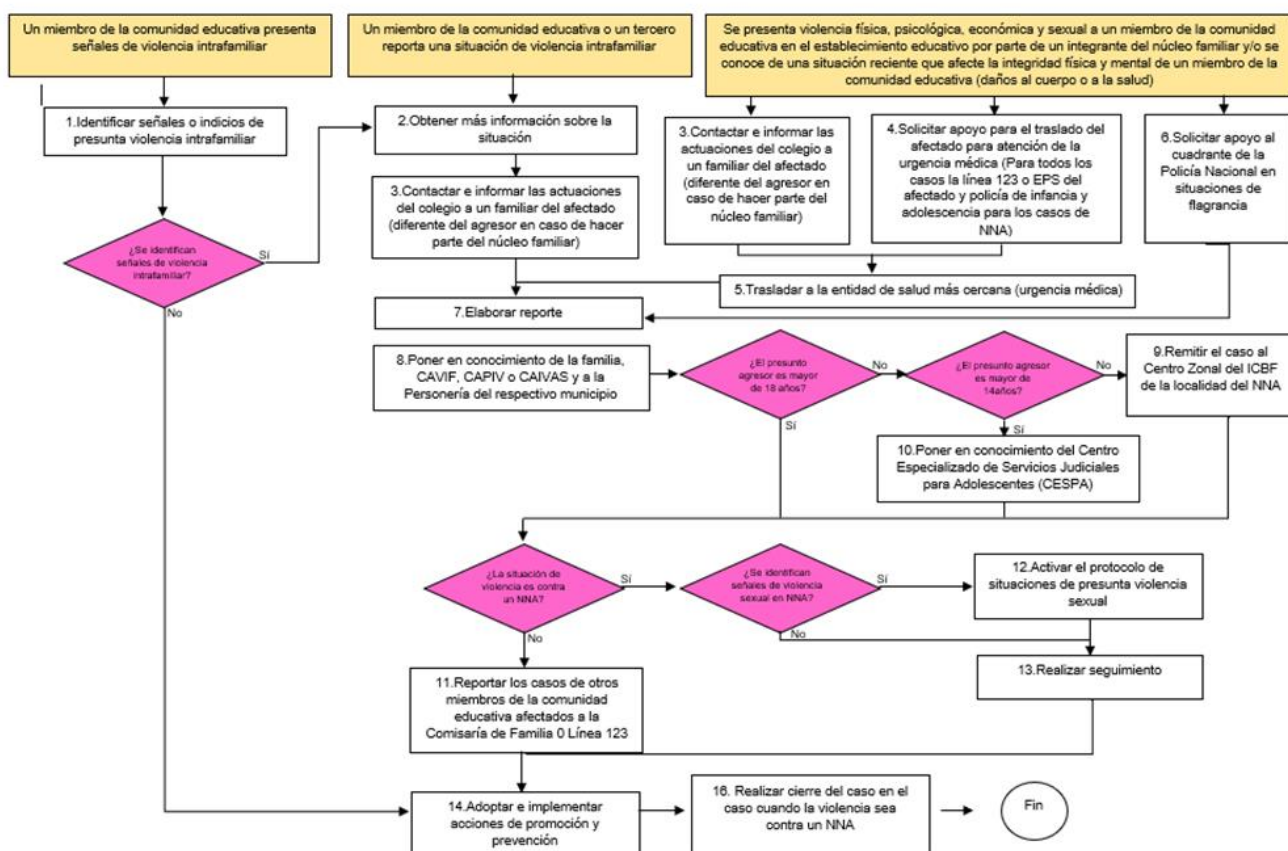 Un miembro de la comunidad educativa presenta
señales de violencia intrafamiliar
Un miembro de la comunidad educativa o un tercero
reporta una situación de violencia intrafamiliar
Se presenta violencia física, psicológica, económica y sexual a un miembro de la comunidad
educativa en el establecimiento educativo por parte de un integrante del núcleo familiar y/o se
conoce de una situación reciente que afecte la integridad física y mental de un miembro de la
comunidad educativa (daños al cuerpo o a la salud)
1.Identificar señales o indicios de
presunta violencia intrafamiliar
2.Obtener más información sobre la
situación
3.Contactar e informar las
actuaciones del colegio a
un familiar del afectado
(diferente del agresor en
caso de hacer parte del
núcleo familiar)
4.Solicitar apoyo para el traslado del
afectado para atención de la
urgencia médica (Para todos los
casos la línea 123 o EPS del
afectado y policía de infancia y
adolescencia para los casos de
NNA)
6.Solicitar apoyo al
cuadrante de la
Policía Nacional en
situaciones de
flagrancia
3.Contactar e informar las actuaciones
del colegio a un familiar del afectado
(diferente del agresor en caso de hacer
parte del núcleo familiar)
¿Se identifican
señales de violencia
intrafamiliar?
Sí
No
5.Trasladar a la entidad de salud más cercana (urgencia médica)
7.Elaborar reporte
8.Poner en conocimiento de la familia,
CAVIF, CAPIV o CAIVAS y a la
Personería del respectivo municipio
¿El presunto
agresor es mayor
de 18 años?
No
Sí
¿El presunto
agresor es
mayor de
14años?
No
Sí
9.Remitir el caso al
Centro Zonal del ICBF
de la localidad del NNA
10.Poner en conocimiento del Centro
Especializado de Servicios Judiciales
para Adolescentes (CESPA)
¿La situación de
violencia es contra
un NNA?
Sí
No
¿Se identifican
señales de violencia
sexual en NNA?
Sí
No
12.Activar el protocolo de
situaciones de presunta violencia
sexual
13.Realizar seguimiento
11.Reportar los casos de otros
miembros de la comunidad
educativa afectados a la
Comisaría de Familia 0 Línea 123
14.Adoptar e implementar
acciones de promoción y
prevención
16. Realizar cierre del caso en el
caso cuando la violencia sea
contra un NNA
Fin